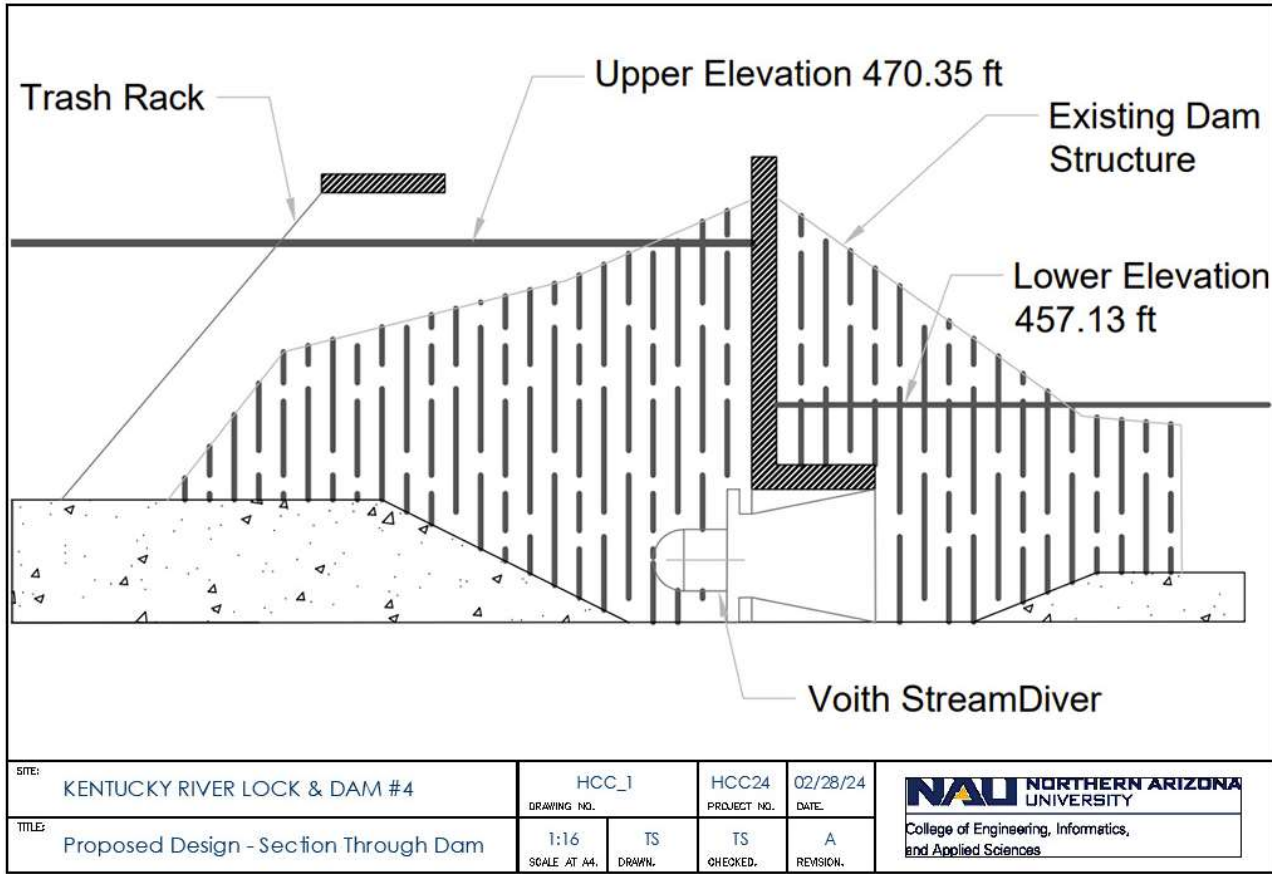 Trash Rack
Upper Elevation 470.35 ft
Existing Dam
Structure
Lower Elevation
457.13 ft
Voith StreamDiver
SITE:
KENTUCKY RIVER LOCK & DAM #4
TITLE:
Proposed Design - Section Through Dam
HCC_1
DRAWING NO.
HCC24
PROJECT NO.
02/28/24
DATE.
1:16
SCALE AT A4.
TS
DRAWN.
TS
CHECKED.
A
REVISION.
NAU NORTHERN ARIZONA
UNIVERSITY
College of Engineering, Informatics,
and Applied Sciences